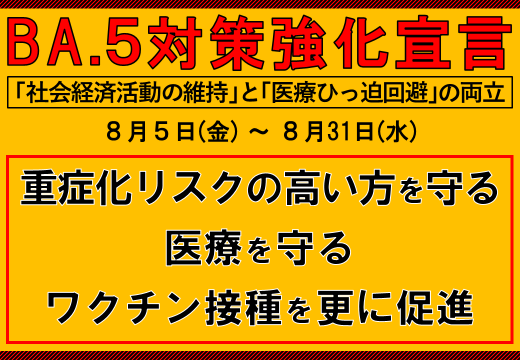 BA.5対策強化宣言
「社会経済活動の維持」と「医療ひっ迫回避」の両立
８月５日(金) ～ ８月31日(水)
重症化リスクの高い方を守る
医療を守る
ワクチン接種を更に促進